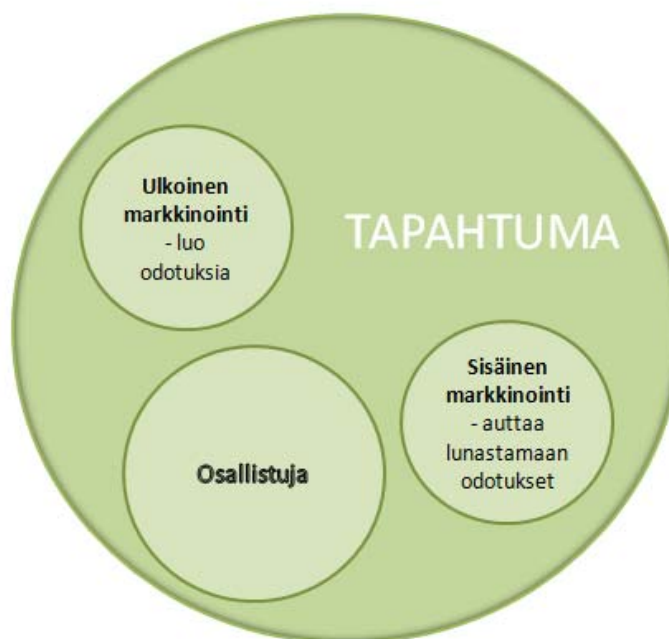 Ulkoinen
markkinointi
- luo
odotuksia
TAPAHTUMA
Sisäinen
markkinointi
- auttaa
lunastamaan
odotukset
Osallistuja